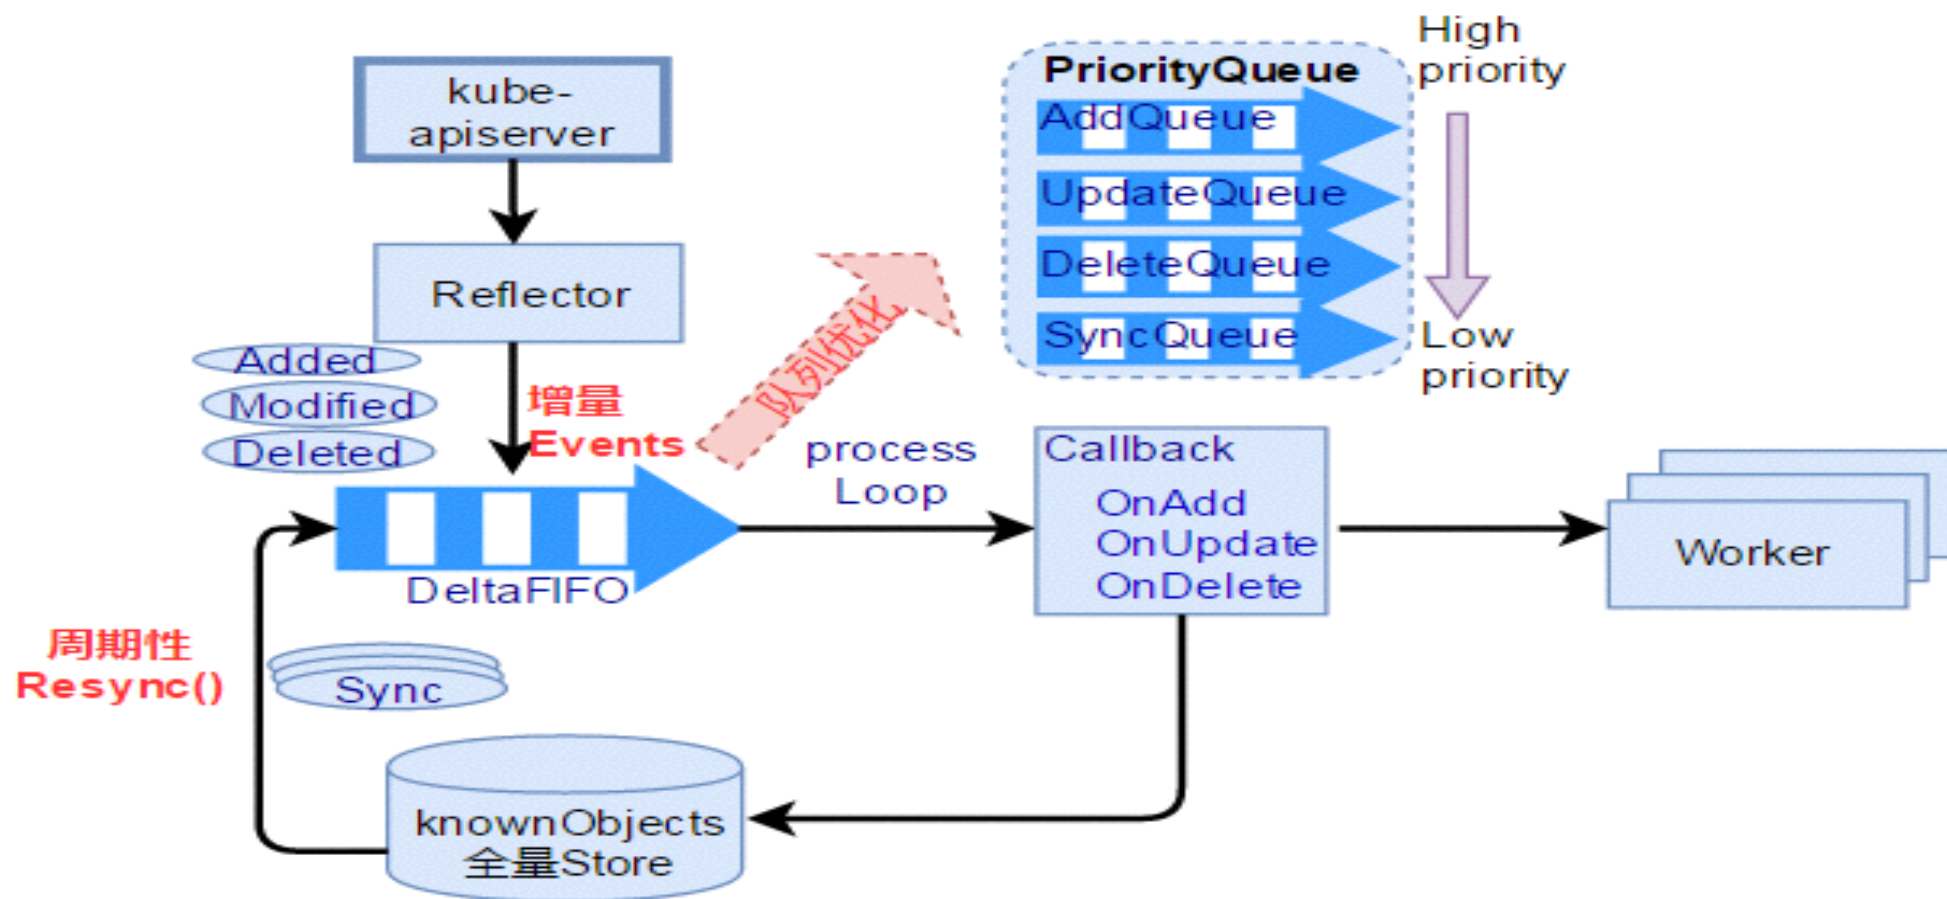 kube-
apiserver
Reflector
Added
Modified
Deleted
增量
Events
队列优化
PriorityQueue
AddQueue
UpdateQueue
DeleteQueue
SyncQueue
High
priority
Low
priority
DeltaFIFO
process
Loop
Callback
OnAdd
OnUpdate
OnDelete
Worker
周期性
Resync()
Sync
knownObjects
全量Store